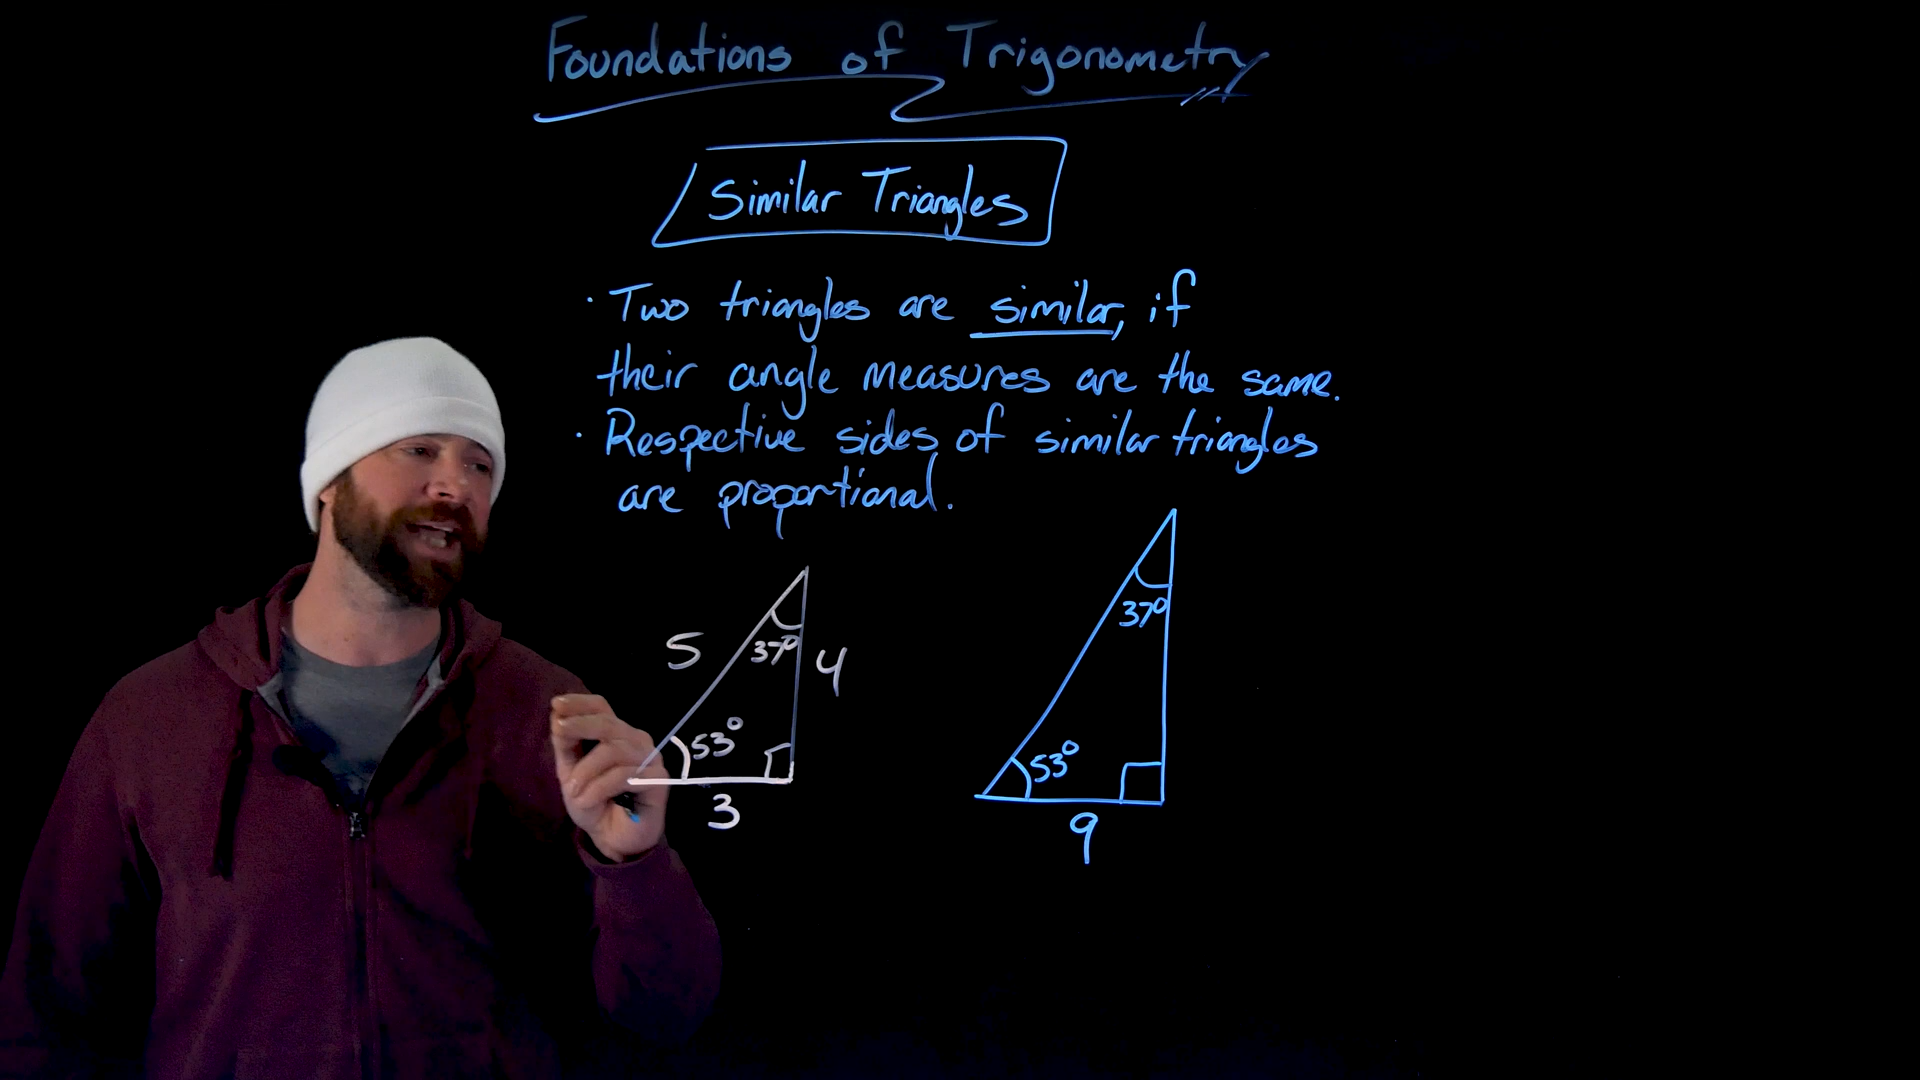 Foundations of Trigonometry
Similar Triangles
• Two triangles are similar, if
their angle measures are the same.
• Respective sides of similar triangles
are proportional.
5
37°
4
53°
3
37°
53°
9